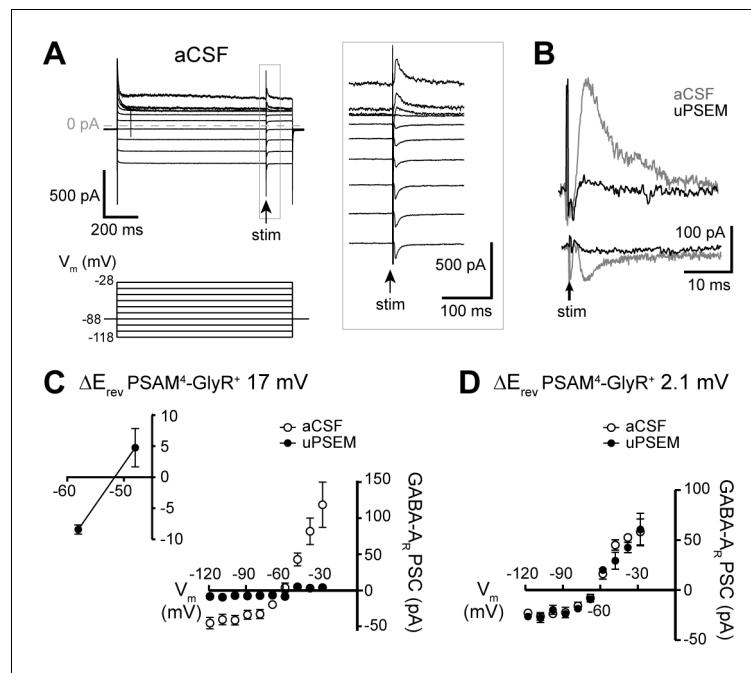 A
aCSF
0 pA
500 pA
200 ms
stim
Vm (mV)
-28
-88
-118
stim
500 pA
100 ms
B
aCSF
uPSEM
100 pA
10 ms
stim
C
ΔErev PSAM⁴-GlyR⁺ 17 mV
10
5
0
-5
-10
-60
-50
aCSF
uPSEM
150
100
50
0
-50
-120
-90
-60
-30
Vm
(mV)
GABA-AR PSC (pA)
D
ΔErev PSAM⁴-GlyR⁺ 2.1 mV
aCSF
uPSEM
100
50
0
-50
-120
-90
-60
-30
Vm
(mV)
GABA-AR PSC (pA)